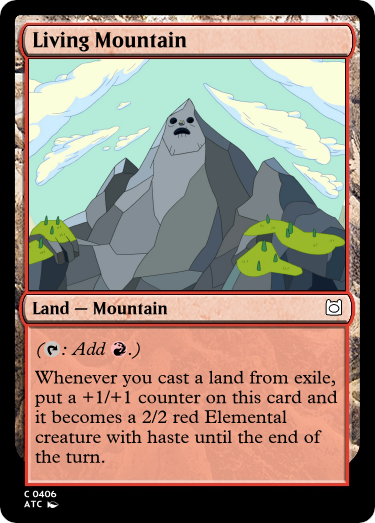 Living Mountain
Land — Mountain
(: Add .)
Whenever you cast a land from exile,
put a +1/+1 counter on this card and
it becomes a 2/2 red Elemental
creature with haste until the end of
the turn.
C 0406
ATC